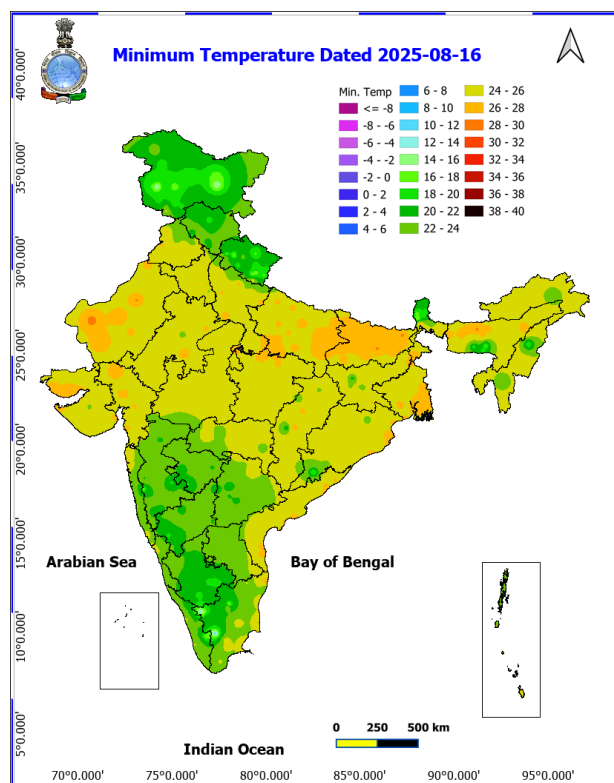 Minimum Temperature Dated 2025-08-16
Min. Temp
<= -8
-8 - -6
-6 - -4
-4 - -2
-2 - 0
0 - 2
2 - 4
4 - 6
6 - 8
8 - 10
10 - 12
12 - 14
14 - 16
16 - 18
18 - 20
20 - 22
22 - 24
24 - 26
26 - 28
28 - 30
30 - 32
32 - 34
34 - 36
36 - 38
38 - 40
40°0.000'
35°0.000'
30°0.000'
25°0.000'
20°0.000'
15°0.000'
10°0.000'
5°0.000'
Arabian Sea
Bay of Bengal
Indian Ocean
0 250 500 km
70°0.000' 75°0.000' 80°0.000' 85°0.000' 90°0.000' 95°0.000'